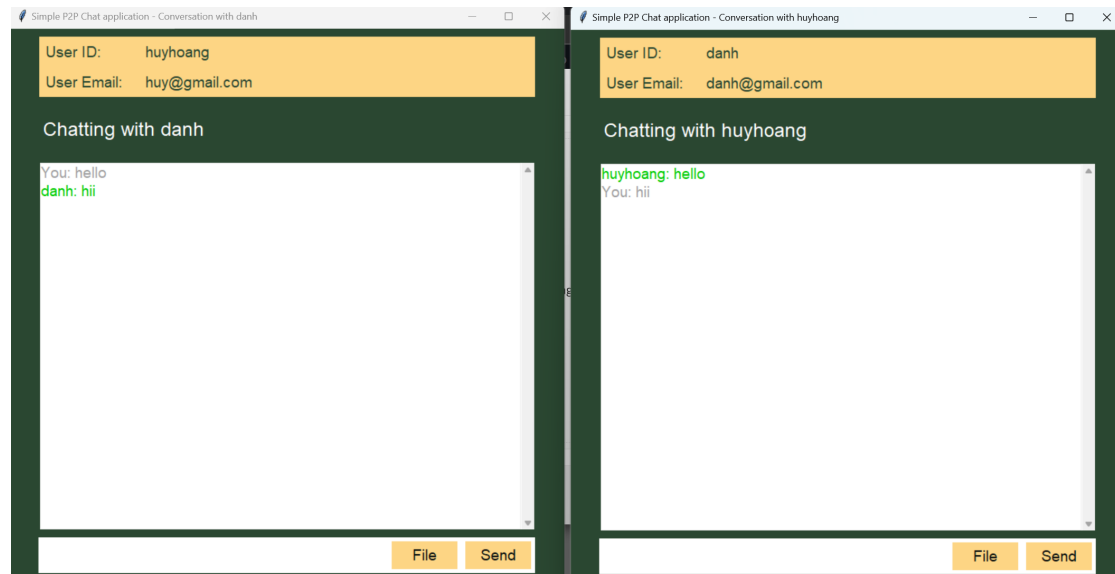 Simple P2P Chat application - Conversation with danh
User ID: huyhoang
User Email: huy@gmail.com
Chatting with danh
You: hello
danh: hii
File Send
Simple P2P Chat application - Conversation with huyhoang
User ID: danh
User Email: danh@gmail.com
Chatting with huyhoang
huyhoang: hello
You: hii
File Send